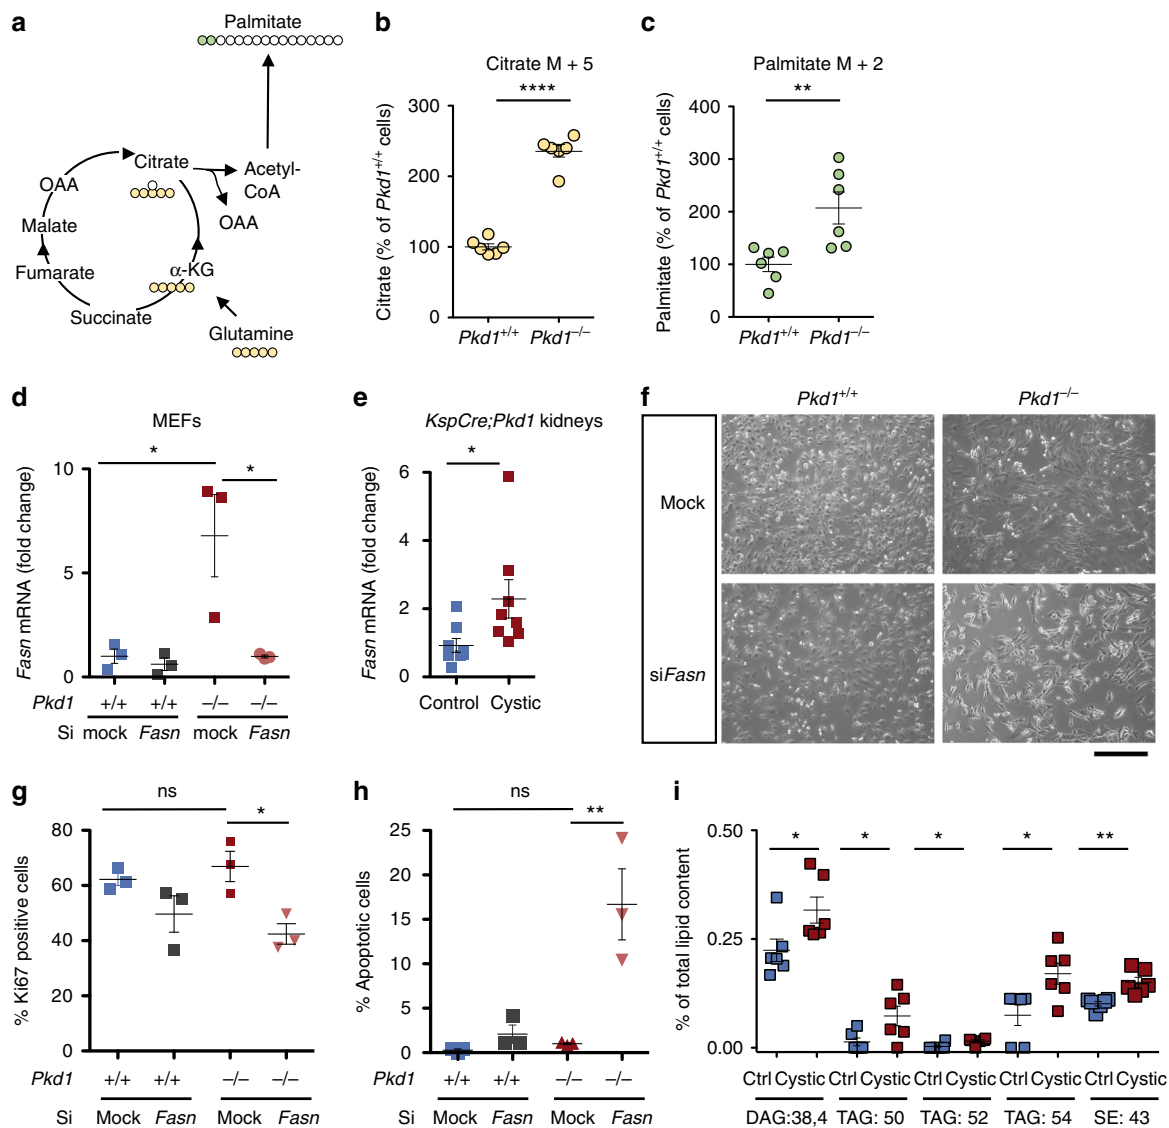 a
Palmitate
Citrate
Acetyl-
CoA
OAA
OAA
Malate
Fumarate
α-KG
Succinate
Glutamine
b
Citrate M + 5
****
Citrate (% of Pkd1+/+ cells)
300
200
100
0
Pkd1+/+ Pkd1–/–
c
Palmitate M + 2
**
Palmitate (% of Pkd1+/+ cells)
400
300
200
100
0
Pkd1+/+ Pkd1–/–
d
MEFs
* *
Fasn mRNA (fold change)
10
5
0
Pkd1 +/+ +/+ –/– –/–
Si mock Fasn mock Fasn
e
KspCre;Pkd1 kidneys
*
Fasn mRNA (fold change)
6
4
2
0
Control Cystic
f
Pkd1+/+ Pkd1–/–
Mock
siFasn
g
ns *
% Ki67 positive cells
80
60
40
20
0
Pkd1 +/+ +/+ –/– –/–
Si Mock Fasn Mock Fasn
h
ns **
% Apoptotic cells
25
20
15
10
5
0
Pkd1 +/+ +/+ –/– –/–
Si Mock Fasn Mock Fasn
i
* * * * **
% of total lipid content
0.50
0.25
0.00
Ctrl Cystic Ctrl Cystic Ctrl Cystic Ctrl Cystic Ctrl Cystic
DAG:38,4 TAG: 50 TAG: 52 TAG: 54 SE: 43